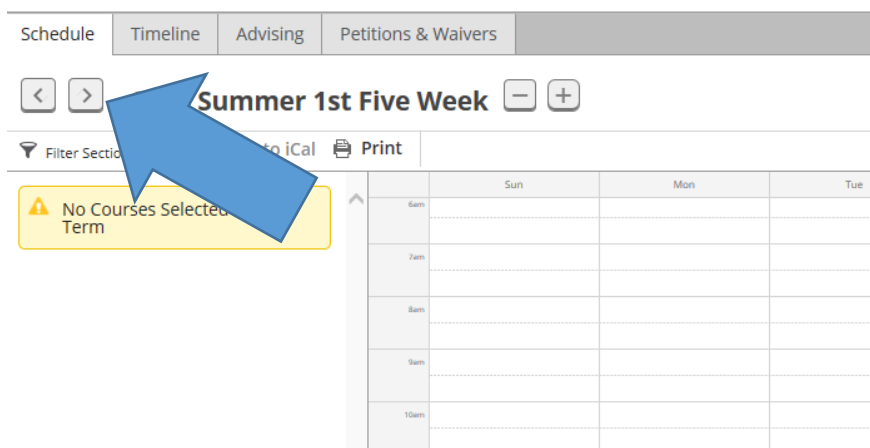 Schedule Timeline Advising Petitions & Waivers
Summer 1st Five Week
Filter to iCal Print
No Courses Selected
Term
Sun Mon Tue
6am
7am
8am
9am
10am